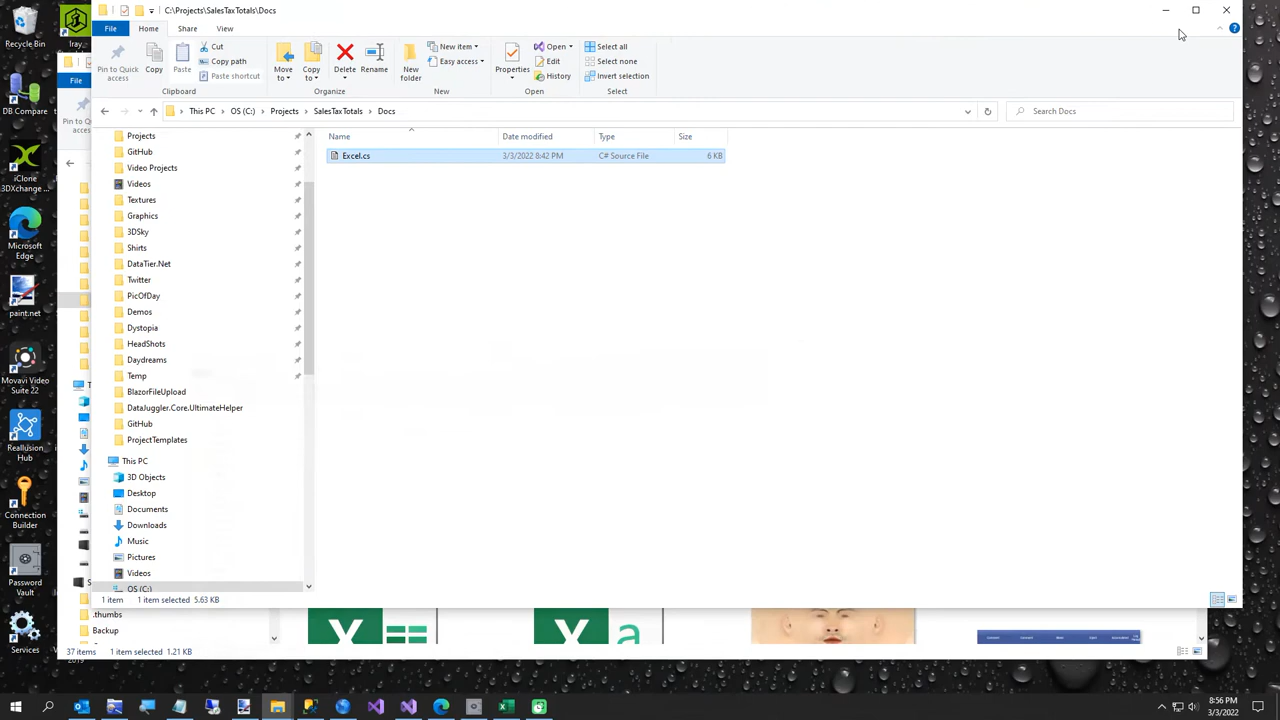 C:\Projects\SalesTaxTotals\Docs
File
Home
Share
View
Pin to Quick access
Copy
Paste
Cut
Copy path
Paste shortcut
Clipboard
Move to
Copy to
Delete
Rename
Organize
New folder
New item
Easy access
New
Properties
Open
Edit
History
Open
Select all
Select none
Invert selection
Select
This PC
OS (C:)
Projects
SalesTaxTotals
Docs
Search Docs
Name
Date modified
Type
Size
Excel.cs
3/3/2022 8:42 PM
C# Source File
6 KB
Projects
GitHub
Video Projects
Videos
Textures
Graphics
3DSky
Shirts
DataTier.Net
Twitter
PicOfDay
Demos
Dystopia
HeadShots
Daydreams
Temp
BlazorFileUpload
DataJuggler.Core.UltimateHelper
GitHub
ProjectTemplates
This PC
3D Objects
Desktop
Documents
Downloads
Music
Pictures
Videos
OS (C:)
1 item
1 item selected 5.63 KB
.thumbs
Backup
37 items
1 item selected 1.21 KB
File
Recycle Bin
DB Compare
iClone
3DXchange ...
Microsoft
Edge
paint.net
Movavi Video
Suite 22
Reallusion
Hub
Connection
Builder
Password
Vault
Services
8:56 PM
3/3/2022